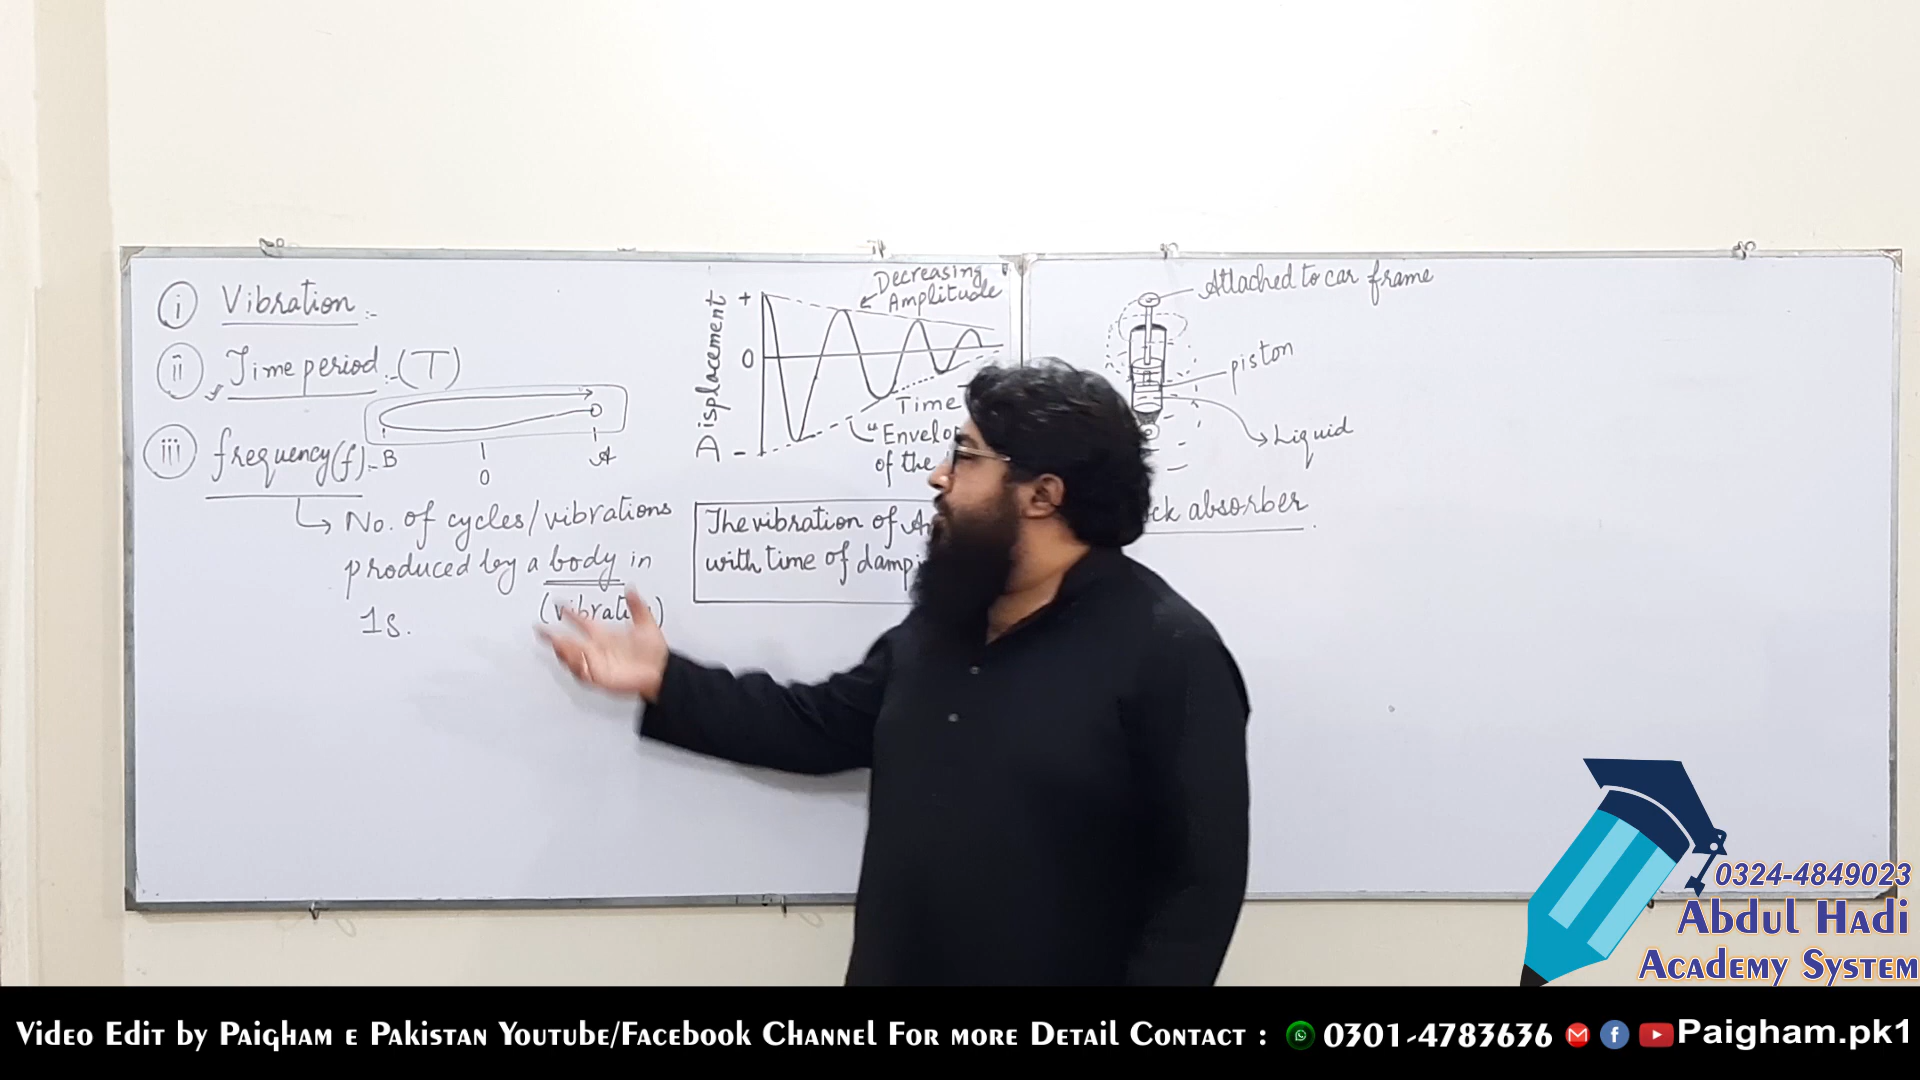 i Vibration :-
ii Time period :- (T)
iii frequency(f) :-
B
O
A
No. of cycles/vibrations
produced by a body in
(vibrating)
1s.
Decreasing
Amplitude
Displacement
+
0
-
Time
"Envelo
of the
The vibration of
with time of damp
Attached to car frame
piston
Liquid
ck absorber
0324-4849023
Abdul Hadi
Academy System
Video Edit by Paigham e Pakistan Youtube/Facebook Channel For more Detail Contact : 0301-4783636 Paigham.pk1